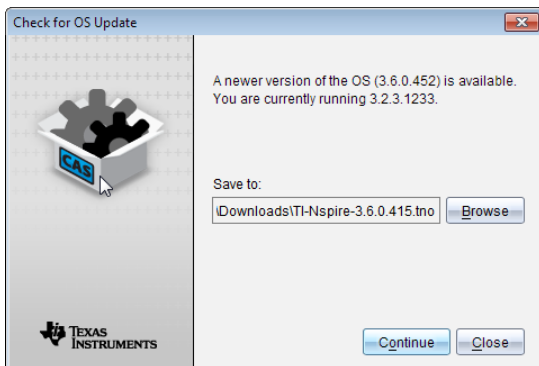 Check for OS Update
A newer version of the OS (3.6.0.452) is available.
You are currently running 3.2.3.1233.
CAS
Save to:
\Downloads\TI-Nspire-3.6.0.415.tno
Browse
TEXAS
INSTRUMENTS
Continue
Close